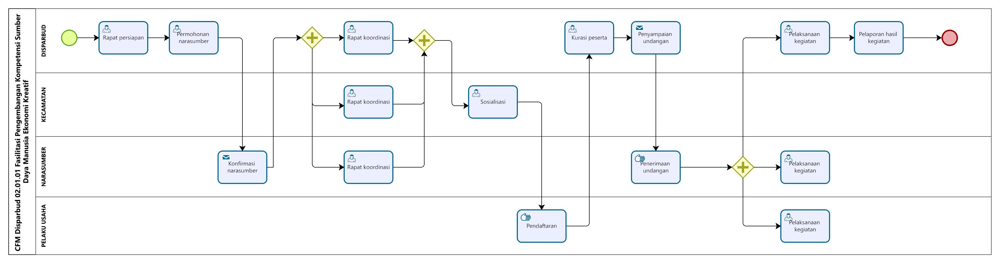 CFM Disparbud 02.01.01 Fasilitasi Pengembangan Kompetensi Sumber
Daya Manusia Ekonomi Kreatif
DISPARBUD
Rapat persiapan
Permohonan
narasumber
Rapat koordinasi
Kurasi peserta
Penyampaian
undangan
Pelaksanaan
kegiatan
Pelaporan hasil
kegiatan
KECAMATAN
Rapat koordinasi
Sosialisasi
NARASUMBER
Konfirmasi
narasumber
Rapat koordinasi
Penerimaan
undangan
Pelaksanaan
kegiatan
PELAKU USAHA
Pendaftaran
Pelaksanaan
kegiatan